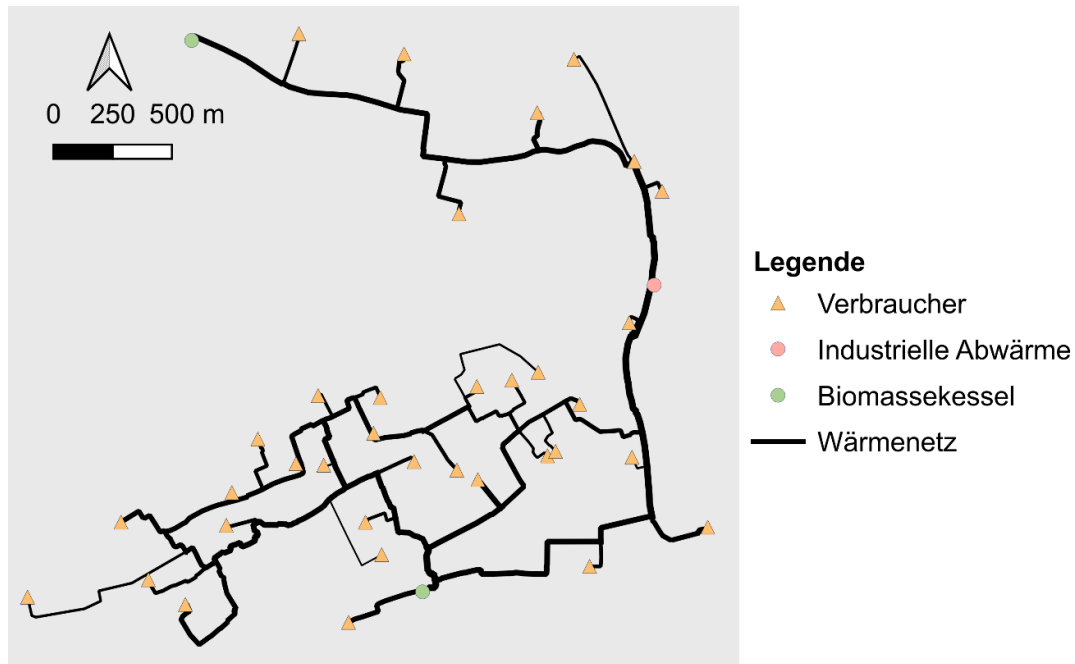 0 250 500 m
Legende
Verbraucher
Industrielle Abwärme
Biomassekessel
Wärmenetz